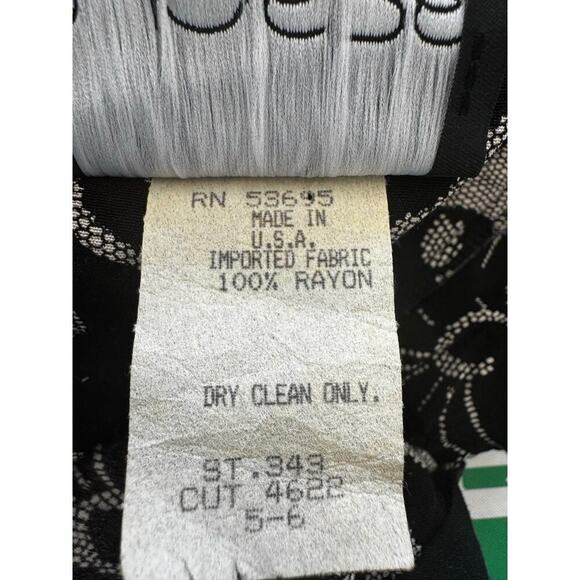 RN 53695
MADE IN
U.S.A.
IMPORTED FABRIC
100% RAYON
DRY CLEAN ONLY.
ST.349
CUT 4622
5-6